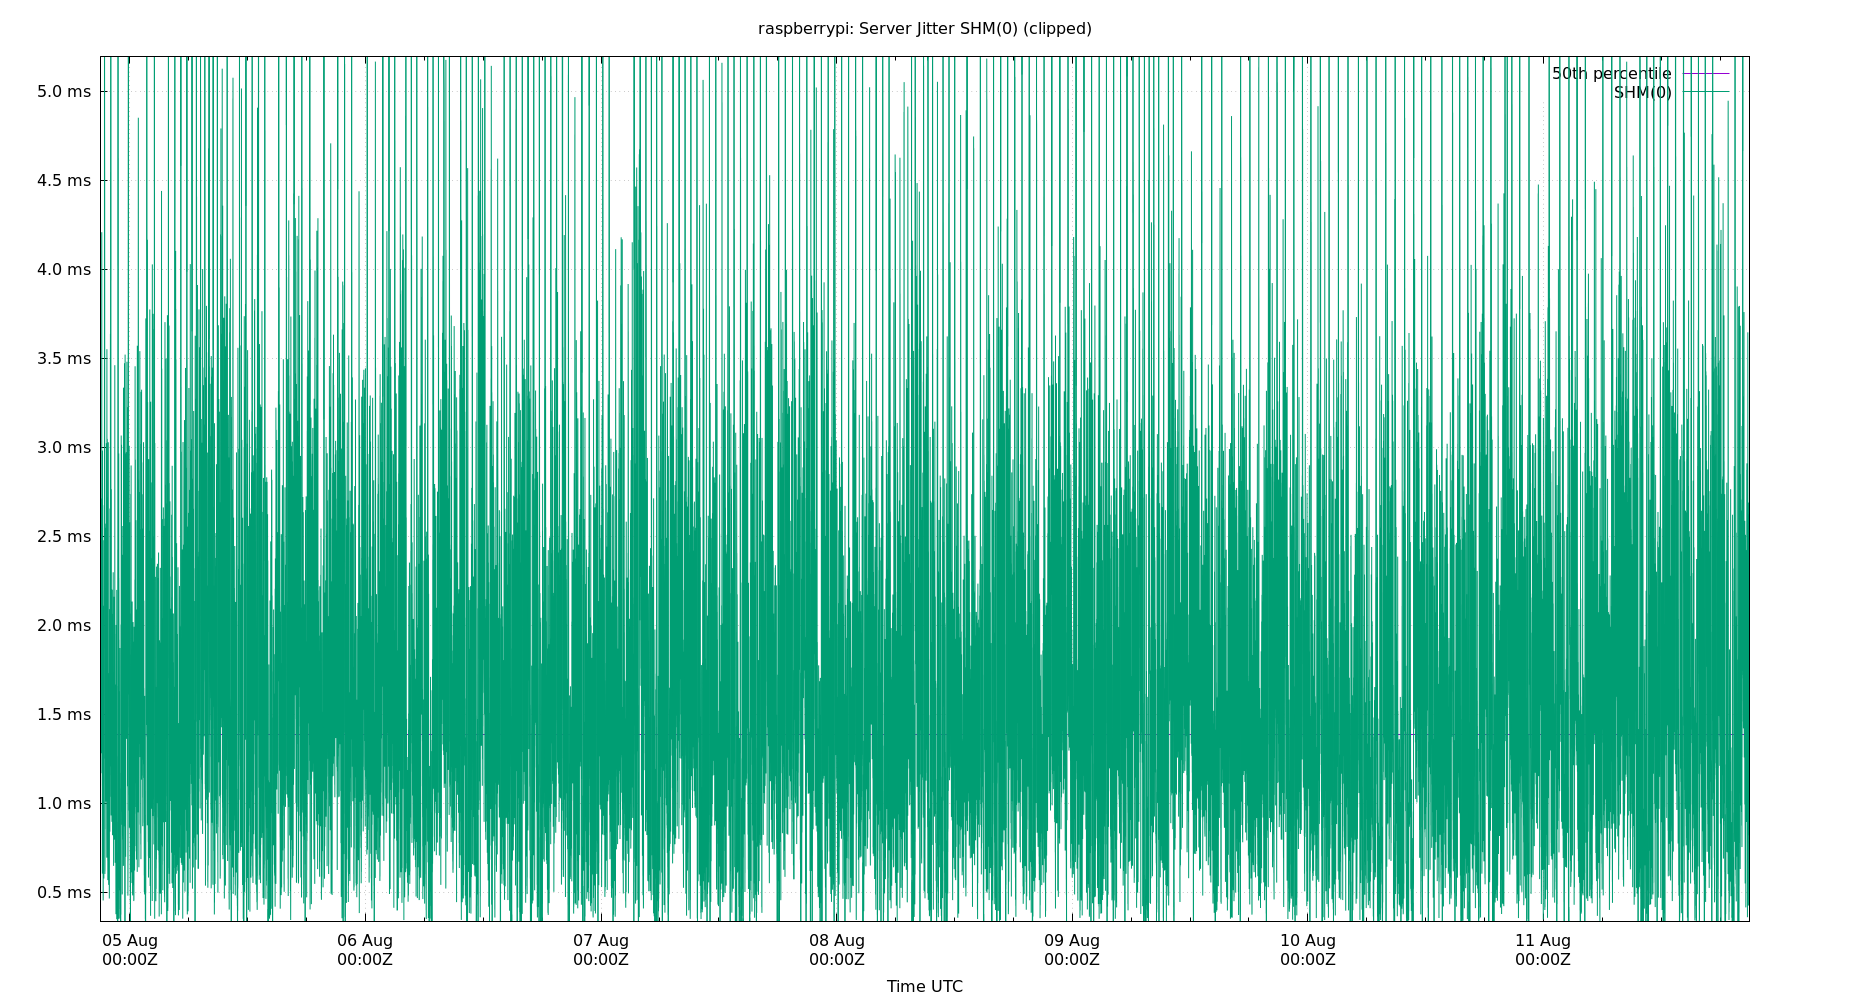 raspberrypi: Server Jitter SHM(0) (clipped)
50th percentile
SHM(0)
5.0 ms
4.5 ms
4.0 ms
3.5 ms
3.0 ms
2.5 ms
2.0 ms
1.5 ms
1.0 ms
0.5 ms
05 Aug 06 Aug 07 Aug 08 Aug 09 Aug 10 Aug 11 Aug
00:00Z 00:00Z 00:00Z 00:00Z 00:00Z 00:00Z 00:00Z
Time UTC